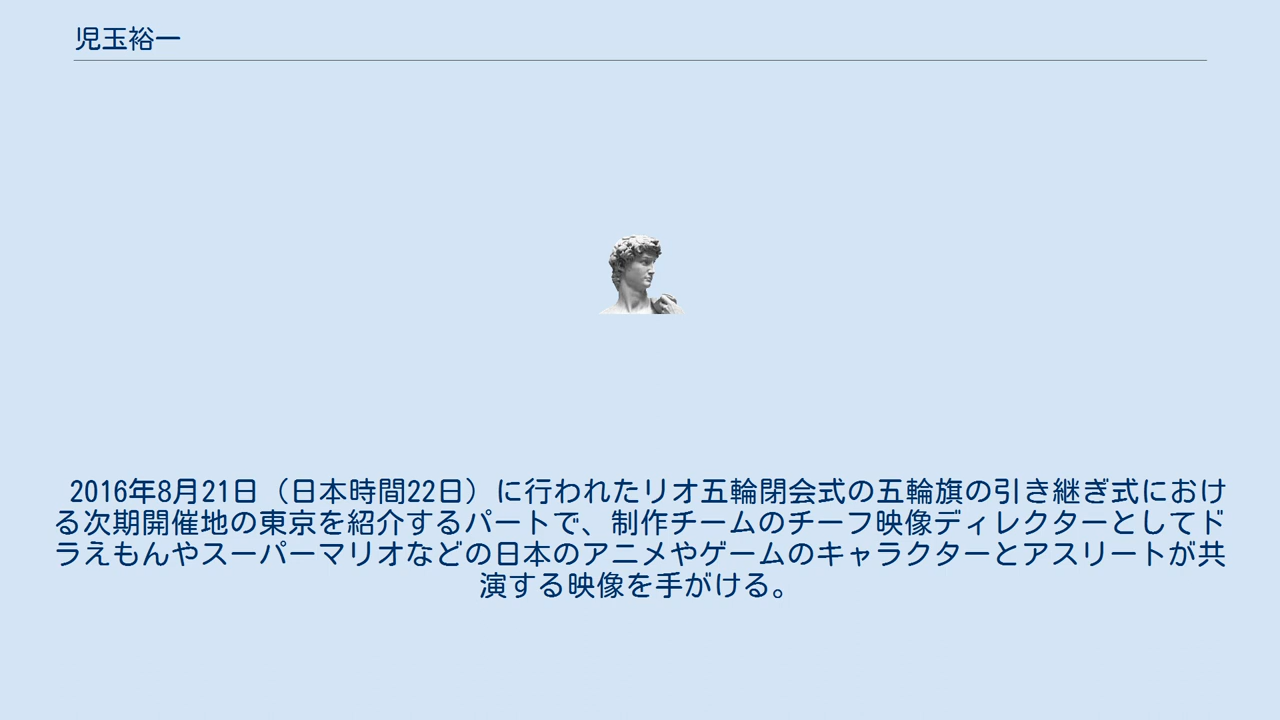 児玉裕一
2016年8月21日（日本時間22日）に行われたリオ五輪閉会式の五輪旗の引き継ぎ式におけ
る次期開催地の東京を紹介するパートで、制作チームのチーフ映像ディレクターとしてド
ラえもんやスーパーマリオなどの日本のアニメやゲームのキャラクターとアスリートが共
演する映像を手がける。